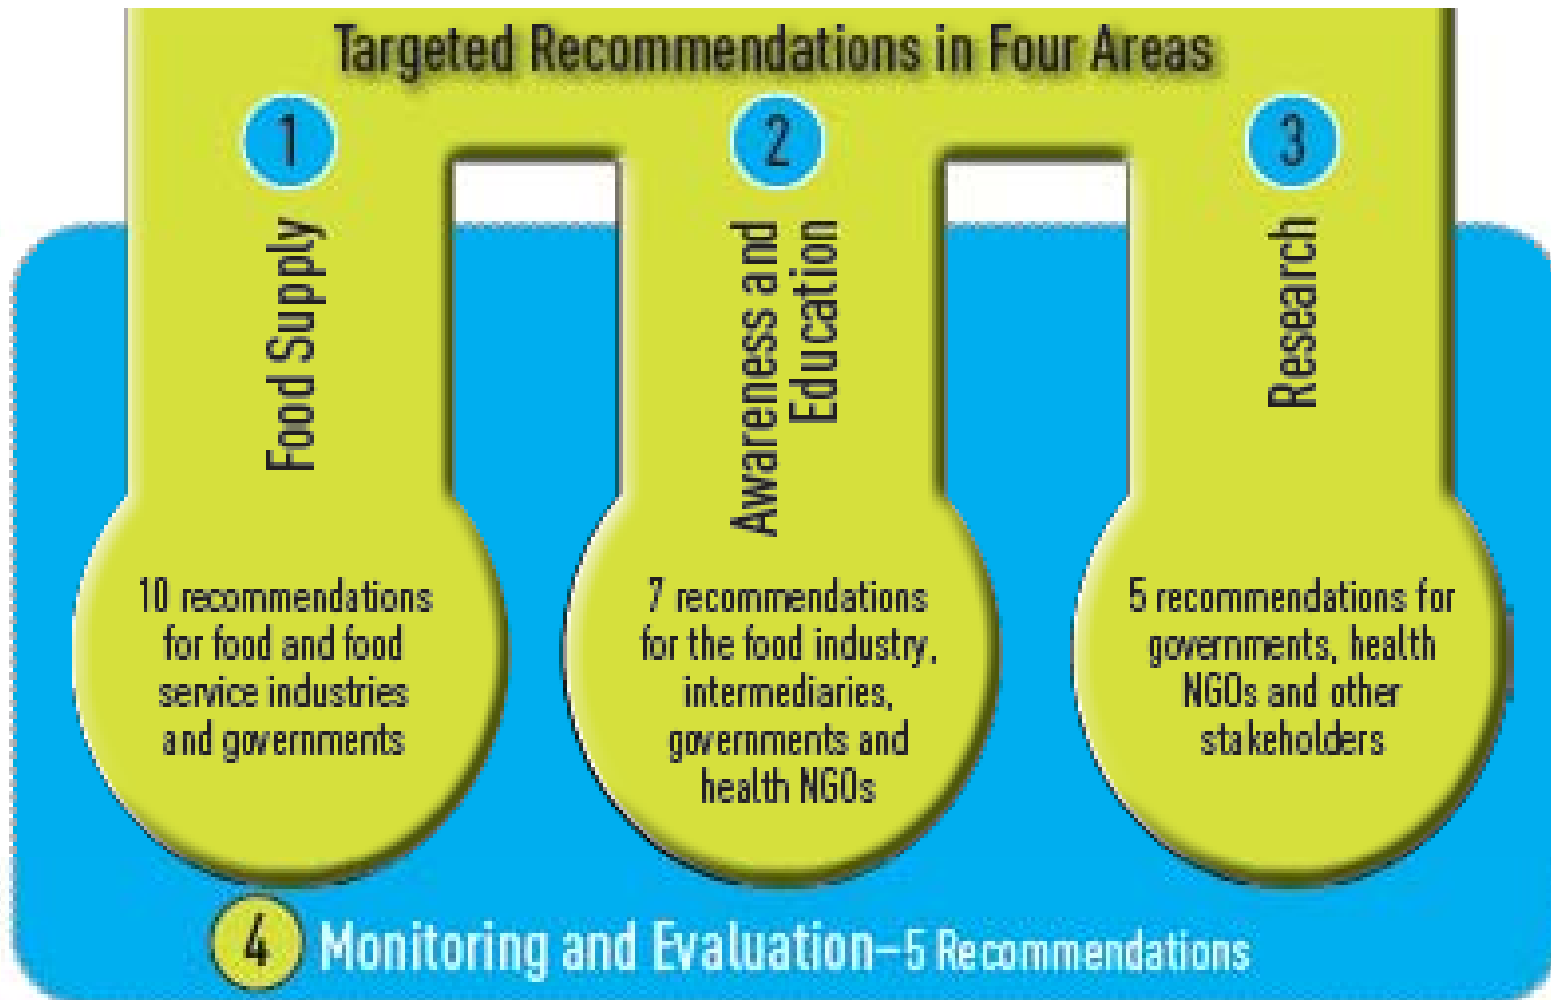 Targeted Recommendations in Four Areas
1
Food Supply
10 recommendations
for food and food
service industries
and governments
2
Awareness and
Education
7 recommendations
for the food industry,
intermediaries,
governments and
health NGOs
3
Research
5 recommendations for
governments, health
NGOs and other
stakeholders
4 Monitoring and Evaluation–5 Recommendations